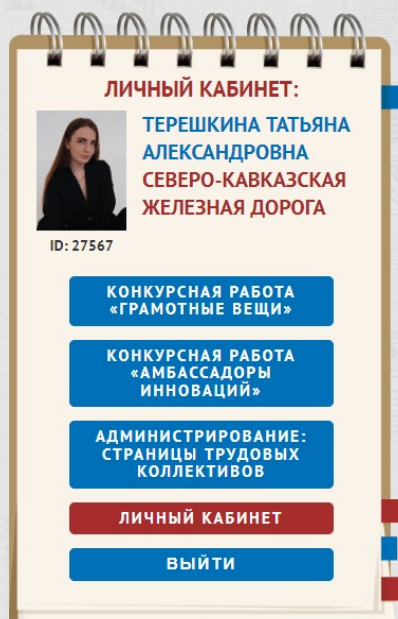 ЛИЧНЫЙ КАБИНЕТ:
ТЕРЕШКИНА ТАТЬЯНА
АЛЕКСАНДРОВНА
СЕВЕРО-КАВКАЗСКАЯ
ЖЕЛЕЗНАЯ ДОРОГА
ID: 27567
КОНКУРСНАЯ РАБОТА
«ГРАМОТНЫЕ ВЕЩИ»
КОНКУРСНАЯ РАБОТА
«АМБАССАДОРЫ
ИННОВАЦИЙ»
АДМИНИСТРИРОВАНИЕ:
СТРАНИЦЫ ТРУДОВЫХ
КОЛЛЕКТИВОВ
ЛИЧНЫЙ КАБИНЕТ
ВЫЙТИ